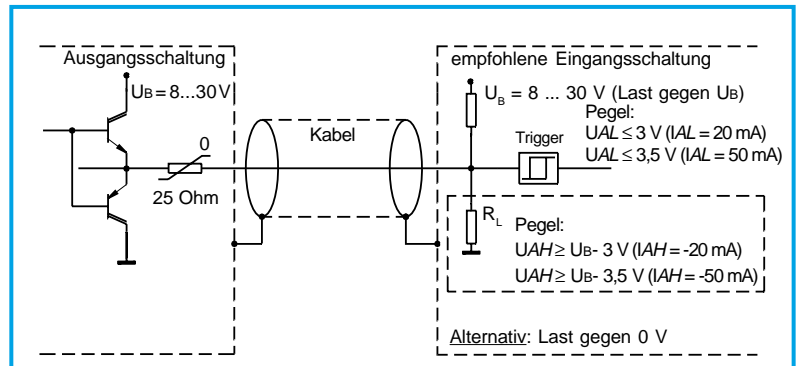 Ausgangsschaltung
UB = 8...30 V
0
25 Ohm
Kabel
empfohlene Eingangsschaltung
UB = 8 ... 30 V (Last gegen UB)
Pegel:
UAL ≤ 3 V (IAL = 20 mA)
UAL ≤ 3,5 V (IAL = 50 mA)
Trigger
RL
Pegel:
UAH ≥ UB- 3 V (IAH = -20 mA)
UAH ≥ UB- 3,5 V (IAH = -50 mA)
Alternativ: Last gegen 0 V